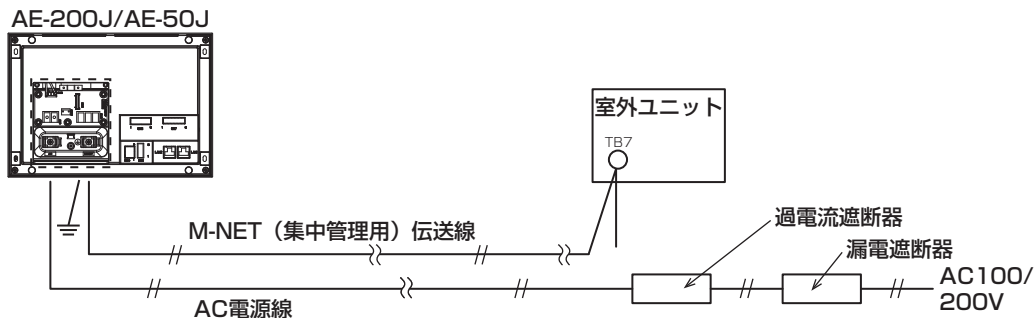 AE-200J/AE-50J
室外ユニット
TB7
過電流遮断器
M-NET（集中管理用）伝送線
漏電遮断器
AC100/
200V
AC電源線